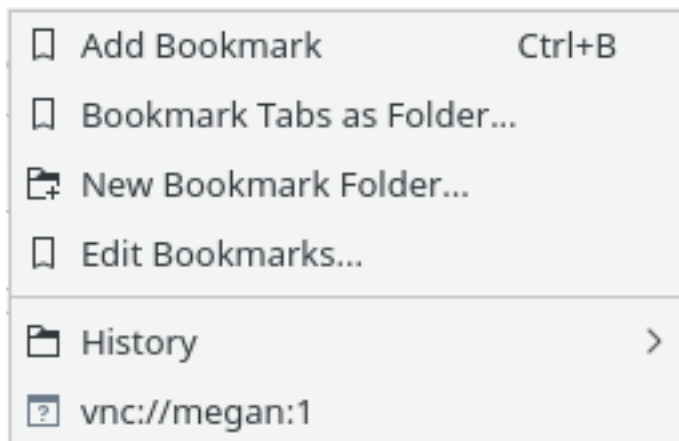 Add Bookmark Ctrl+B
Bookmark Tabs as Folder...
New Bookmark Folder...
Edit Bookmarks...
History
vnc://megan:1